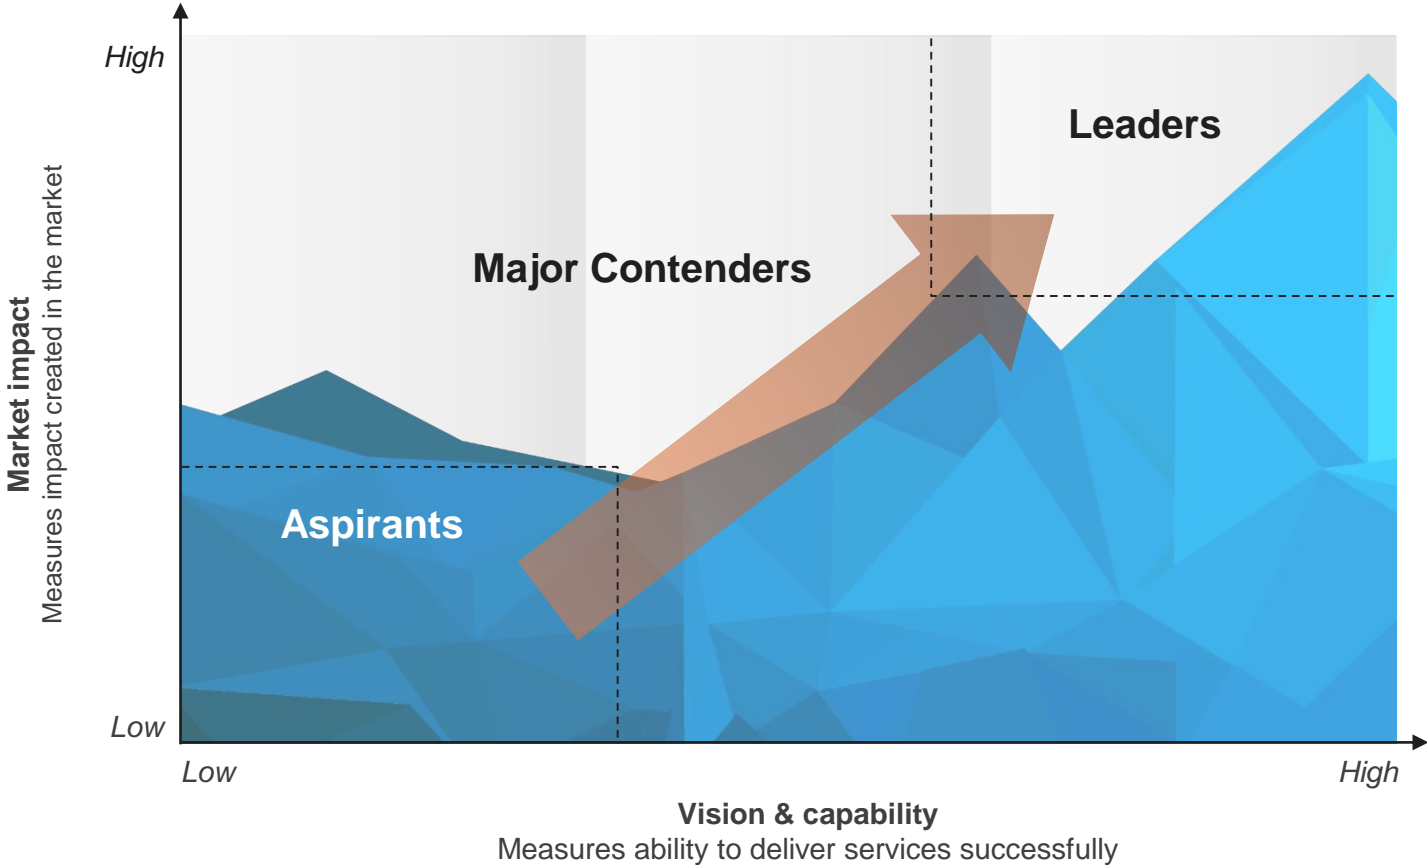 High
Leaders
Major Contenders
Market impact
Measures impact created in the market
Aspirants
Low
Low
High
Vision & capability
Measures ability to deliver services successfully